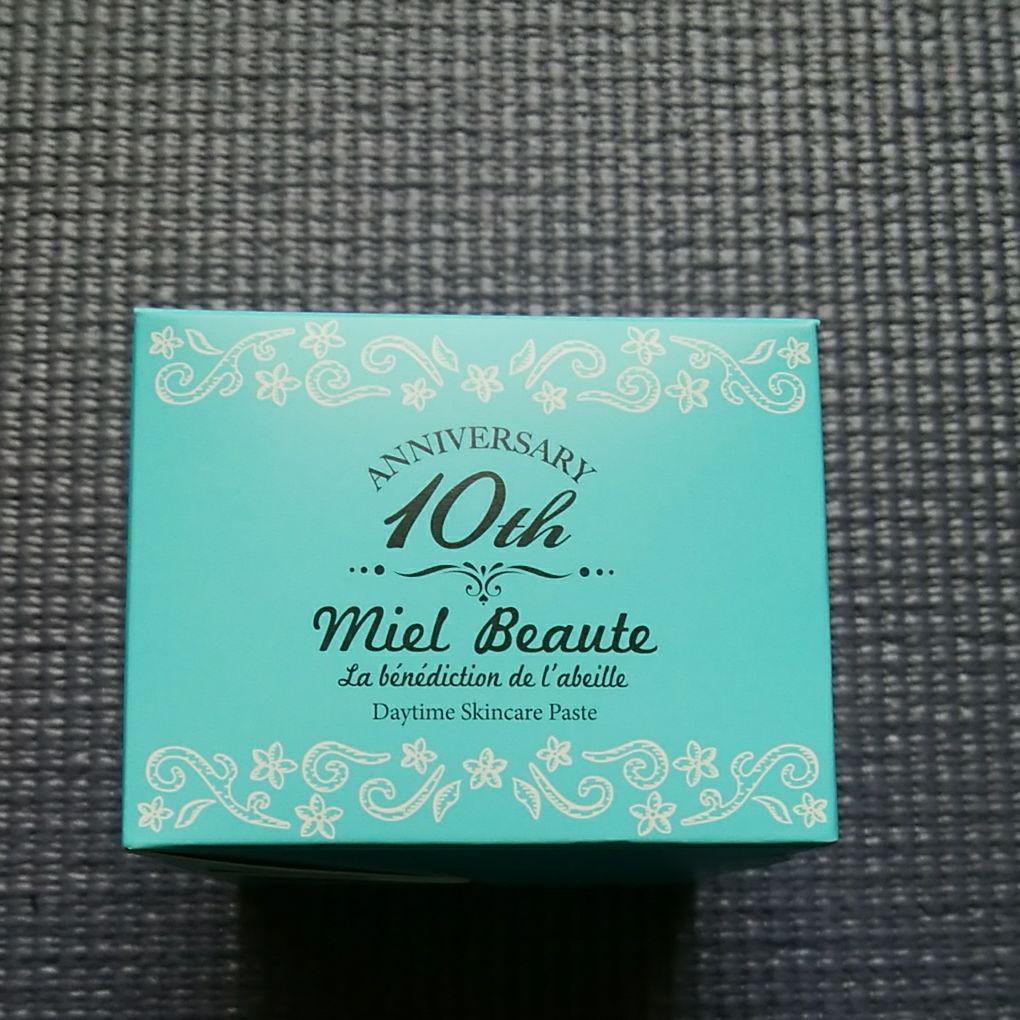 ANNIVERSARY
10th
Miel Beaute
La bénédiction de l'abeille
Daytime Skincare Paste